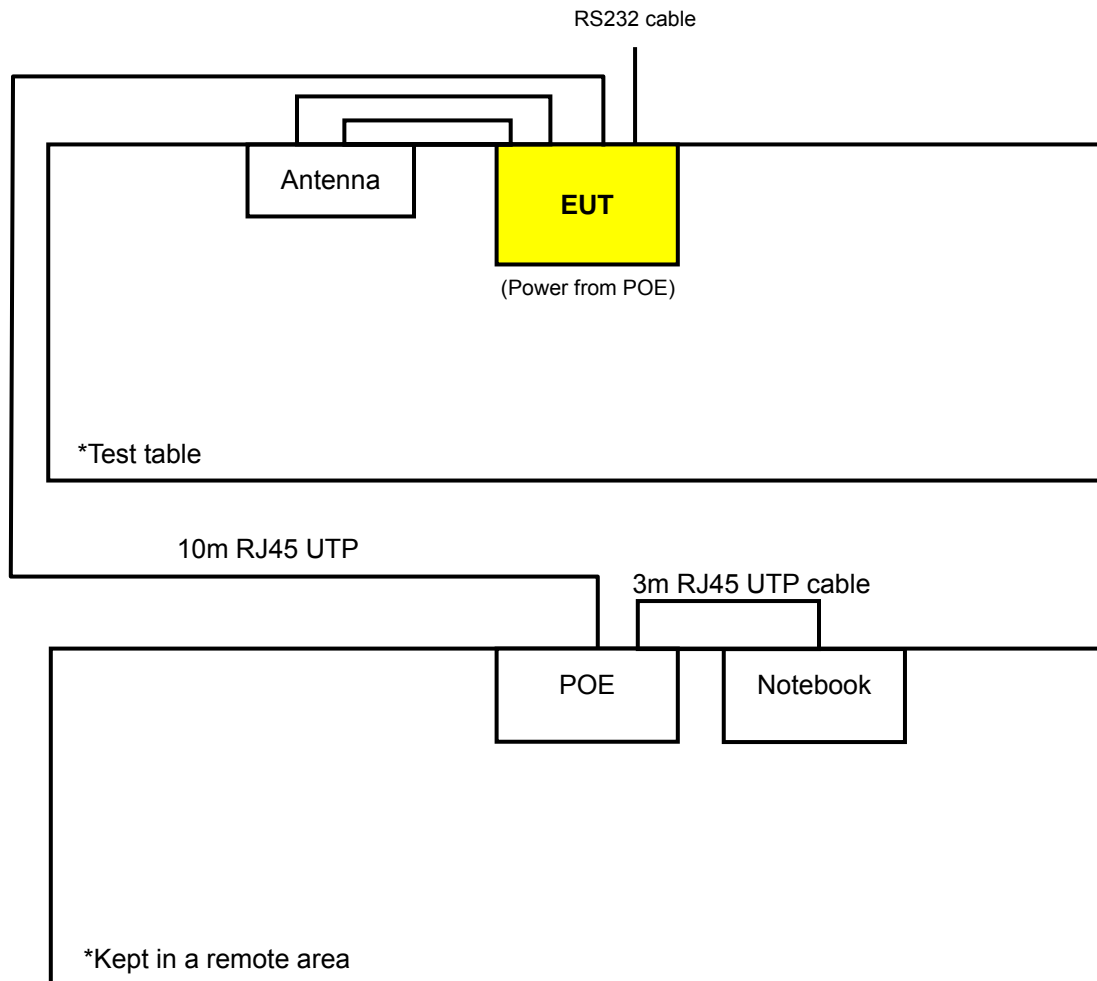 RS232 cable
Antenna
EUT
(Power from POE)
*Test table
10m RJ45 UTP
3m RJ45 UTP cable
POE
Notebook
*Kept in a remote area